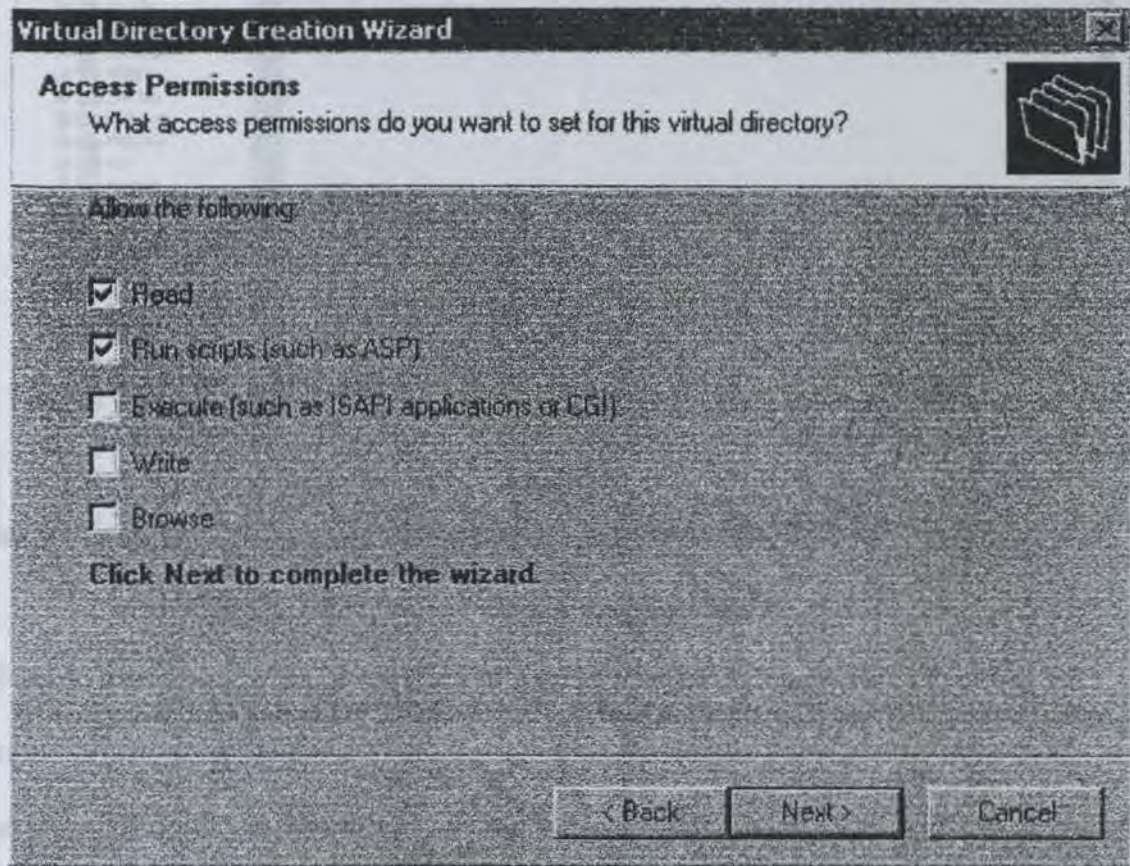 Virtual Directory Creation Wizard
Access Permissions
What access permissions do you want to set for this virtual directory?
Allow the following:
Read
Run scripts (such as ASP)
Execute (such as ISAPI applications or CGI)
Write
Browse
Click Next to complete the wizard.
< Back
Next >
Cancel